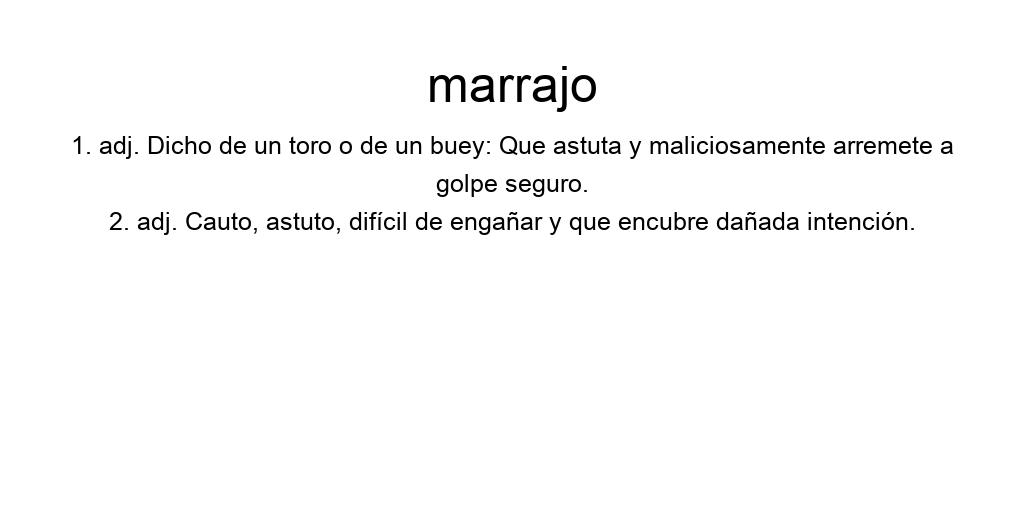 marrajo
1. adj. Dicho de un toro o de un buey: Que astuta y maliciosamente arremete a
golpe seguro.
2. adj. Cauto, astuto, difícil de engañar y que encubre dañada intención.